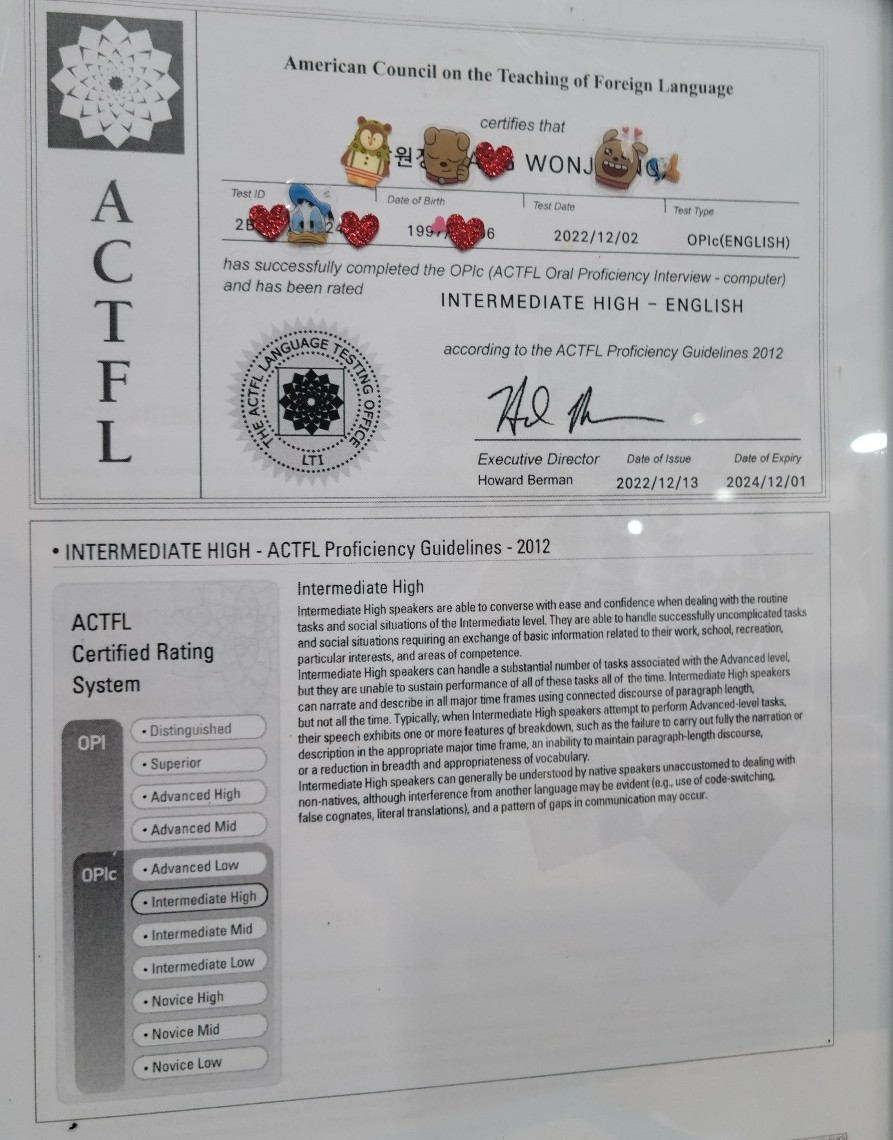 American Council on the Teaching of Foreign Language
certifies that
원
WONJ
Test ID
Date of Birth
Test Date
Test Type
2022/12/02
OPIc(ENGLISH)
has successfully completed the OPIc (ACTFL Oral Proficiency Interview - computer)
and has been rated
INTERMEDIATE HIGH - ENGLISH
according to the ACTFL Proficiency Guidelines 2012
ACTFL
THE ACTFL LANGUAGE TESTING OFFICE
LTI
Executive Director
Howard Berman
Date of Issue
2022/12/13
Date of Expiry
2024/12/01
• INTERMEDIATE HIGH - ACTFL Proficiency Guidelines - 2012
ACTFL
Certified Rating
System
OPI
• Distinguished
• Superior
• Advanced High
• Advanced Mid
OPIc
• Advanced Low
• Intermediate High
• Intermediate Mid
• Intermediate Low
• Novice High
• Novice Mid
• Novice Low
Intermediate High
Intermediate High speakers are able to converse with ease and confidence when dealing with the routine
tasks and social situations of the Intermediate level. They are able to handle successfully uncomplicated tasks
and social situations requiring an exchange of basic information related to their work, school, recreation,
particular interests, and areas of competence.
Intermediate High speakers can handle a substantial number of tasks associated with the Advanced level,
but they are unable to sustain performance of all of these tasks all of the time. Intermediate High speakers
can narrate and describe in all major time frames using connected discourse of paragraph length,
but not all the time. Typically, when Intermediate High speakers attempt to perform Advanced-level tasks,
their speech exhibits one or more features of breakdown, such as the failure to carry out fully the narration or
description in the appropriate major time frame, an inability to maintain paragraph-length discourse,
or a reduction in breadth and appropriateness of vocabulary.
Intermediate High speakers can generally be understood by native speakers unaccustomed to dealing with
non-natives, although interference from another language may be evident (e.g., use of code-switching,
false cognates, literal translations), and a pattern of gaps in communication may occur.